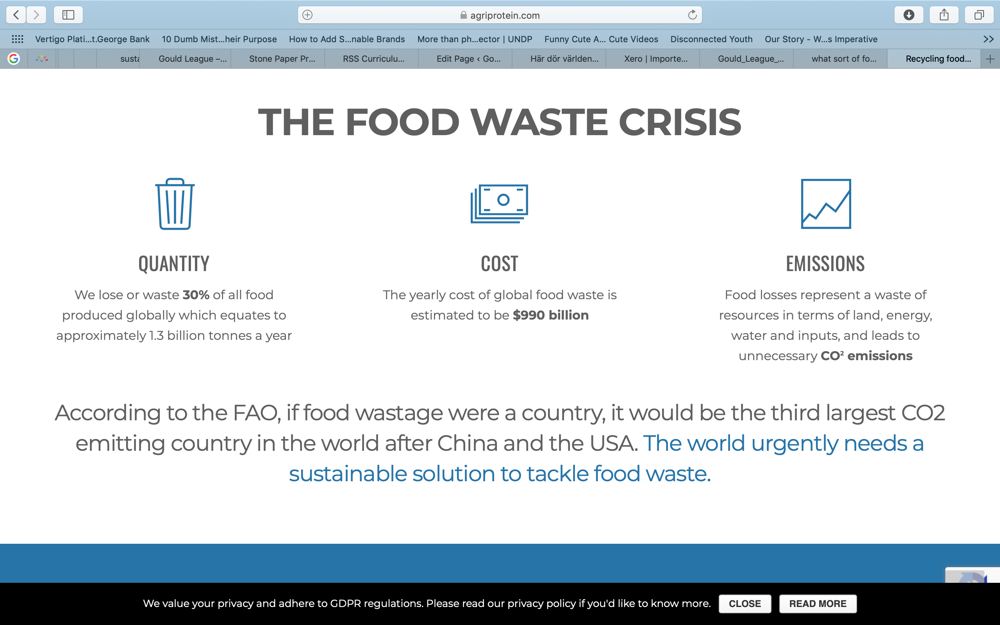 agriprotein.com
Vertigo Plati...t.George Bank 10 Dumb Mist...heir Purpose How to Add S...nable Brands More than ph...ector | UNDP Funny Cute A... Cute Videos Disconnected Youth Our Story - W...s Imperative
susta Gould League –... Stone Paper Pr... RSS Curriculu... Edit Page ‹ Go... Här dör världen... Xero | Importe... Gould_League_... what sort of fo... Recycling food...
THE FOOD WASTE CRISIS
QUANTITY
We lose or waste 30% of all food
produced globally which equates to
approximately 1.3 billion tonnes a year
COST
The yearly cost of global food waste is
estimated to be $990 billion
EMISSIONS
Food losses represent a waste of
resources in terms of land, energy,
water and inputs, and leads to
unnecessary CO² emissions
According to the FAO, if food wastage were a country, it would be the third largest CO2
emitting country in the world after China and the USA. The world urgently needs a
sustainable solution to tackle food waste.
We value your privacy and adhere to GDPR regulations. Please read our privacy policy if you'd like to know more. CLOSE READ MORE